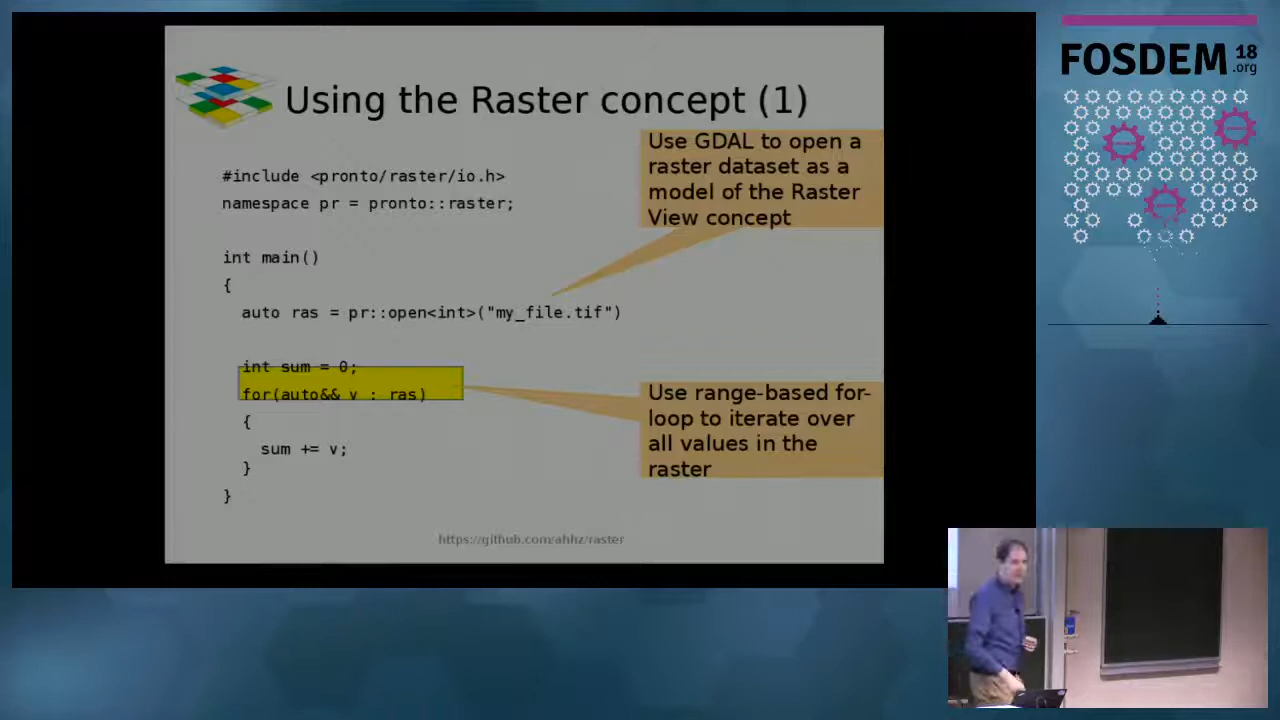 Using the Raster concept (1)
#include <pronto/raster/io.h>
namespace pr = pronto::raster;
int main()
{
auto ras = pr::open<int>("my_file.tif")
int sum = 0;
for(auto&& v : ras)
{
sum += v;
}
}
Use GDAL to open a
raster dataset as a
model of the Raster
View concept
Use range-based for-
loop to iterate over
all values in the
raster
https://github.com/ahhz/raster
FOSDEM 18
.org